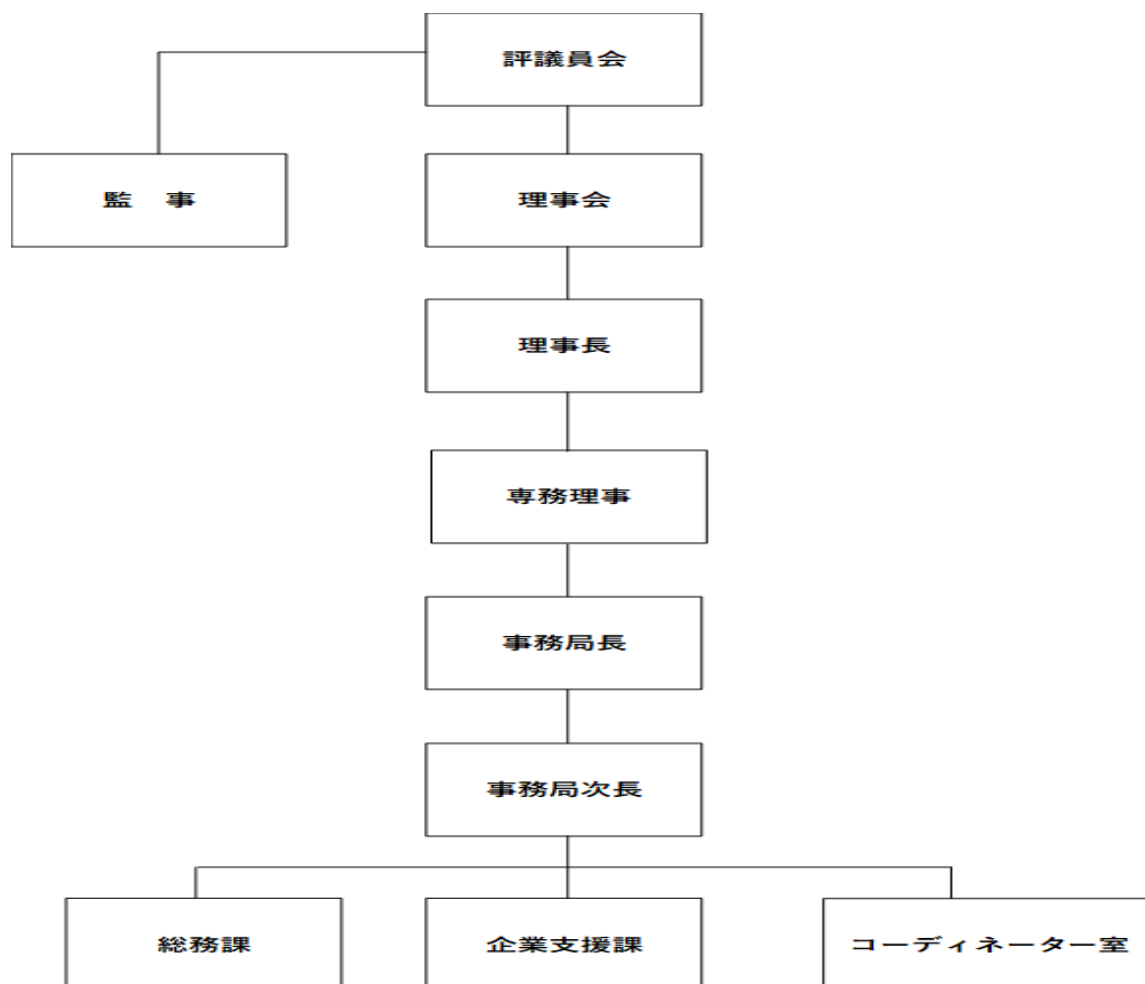 評議員会
監　事
理事会
理事長
専務理事
事務局長
事務局次長
総務課
企業支援課
コーディネーター室